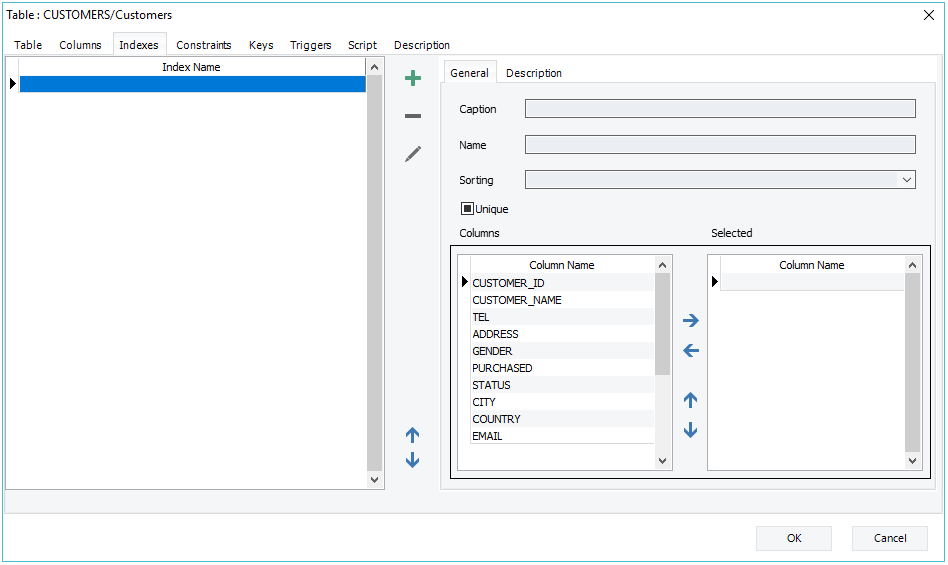 Table : CUSTOMERS/Customers
Table Columns Indexes Constraints Keys Triggers Script Description
Index Name
General Description
Caption
Name
Sorting
Unique
Columns Selected
Column Name Column Name
CUSTOMER_ID
CUSTOMER_NAME
TEL
ADDRESS
GENDER
PURCHASED
STATUS
CITY
COUNTRY
EMAIL
OK Cancel